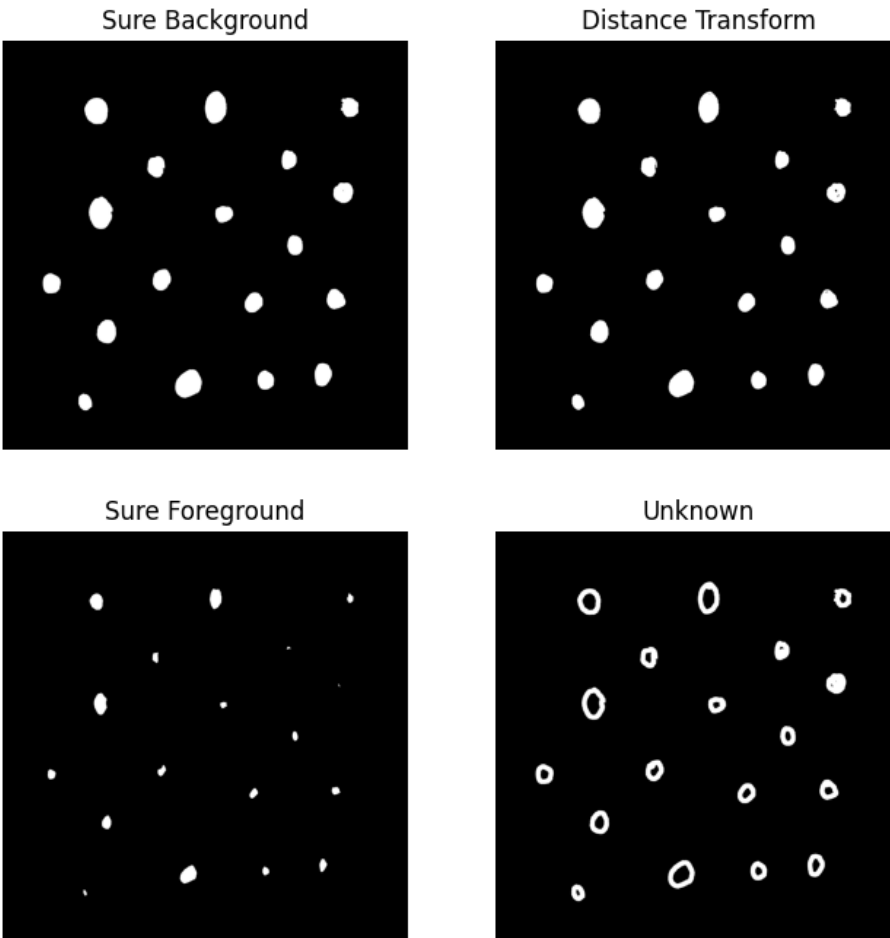 Sure Background
Distance Transform
Sure Foreground
Unknown